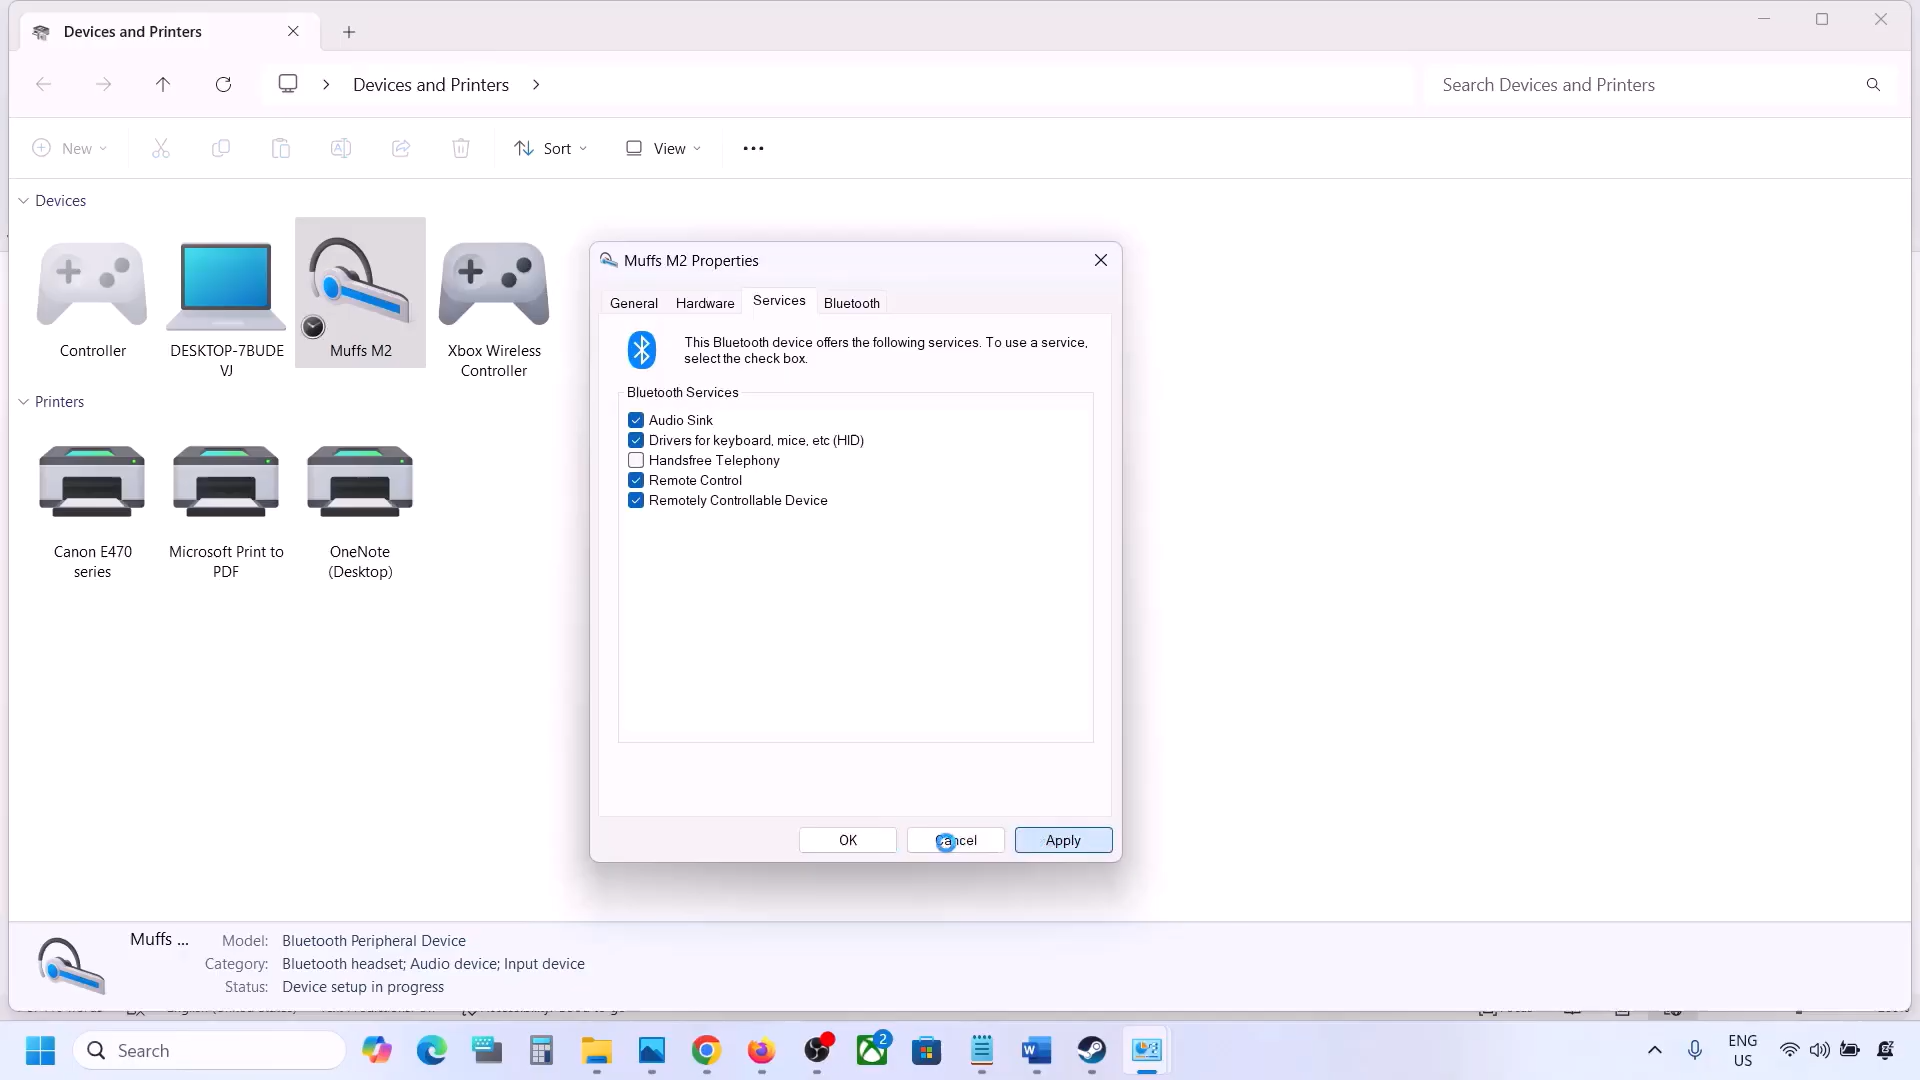 Devices and Printers
Devices and Printers
Search Devices and Printers
New
Sort
View
Devices
Controller
DESKTOP-7BUDE
VJ
Muffs M2
Xbox Wireless
Controller
Printers
Canon E470
series
Microsoft Print to
PDF
OneNote
(Desktop)
Muffs M2 Properties
General
Hardware
Services
Bluetooth
This Bluetooth device offers the following services. To use a service,
select the check box.
Bluetooth Services
Audio Sink
Drivers for keyboard, mice, etc (HID)
Handsfree Telephony
Remote Control
Remotely Controllable Device
OK
Cancel
Apply
Muffs ...
Model: Bluetooth Peripheral Device
Category: Bluetooth headset; Audio device; Input device
Status: Device setup in progress
Search
2
ENG
US